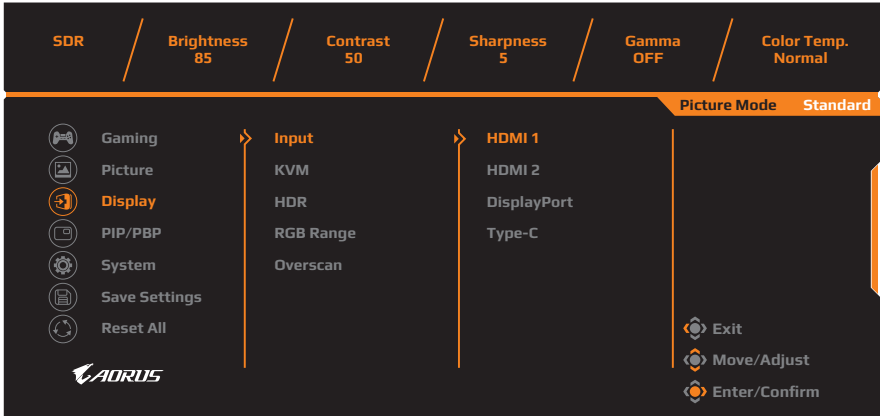 SDR Brightness Contrast Sharpness Gamma Color Temp.
85 50 5 OFF Normal
Picture Mode Standard
Gaming Input HDMI 1
Picture KVM HDMI 2
Display HDR DisplayPort
PIP/PBP RGB Range Type-C
System Overscan
Save Settings
Reset All Exit
Move/Adjust
AORUS
Enter/Confirm